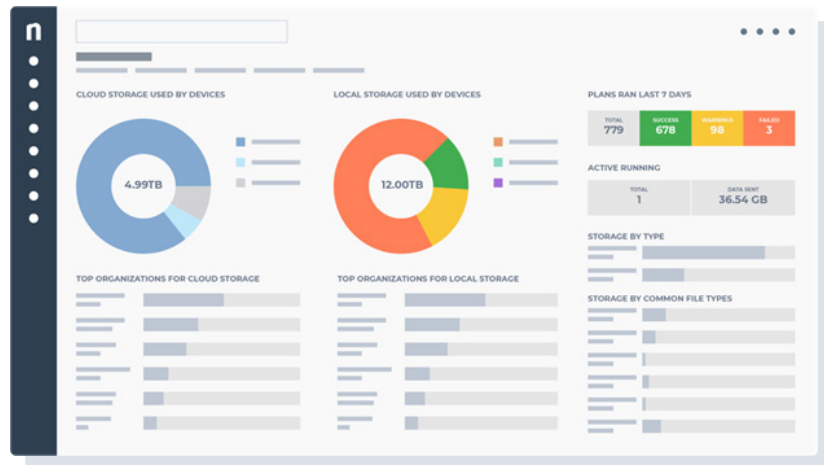 n
CLOUD STORAGE USED BY DEVICES
4.99TB
LOCAL STORAGE USED BY DEVICES
12.00TB
PLANS RAN LAST 7 DAYS
TOTAL
779
SUCCESS
678
WARNINGS
98
FAILED
3
ACTIVE RUNNING
TOTAL
1
DATA SENT
36.54 GB
STORAGE BY TYPE
TOP ORGANIZATIONS FOR CLOUD STORAGE
TOP ORGANIZATIONS FOR LOCAL STORAGE
STORAGE BY COMMON FILE TYPES